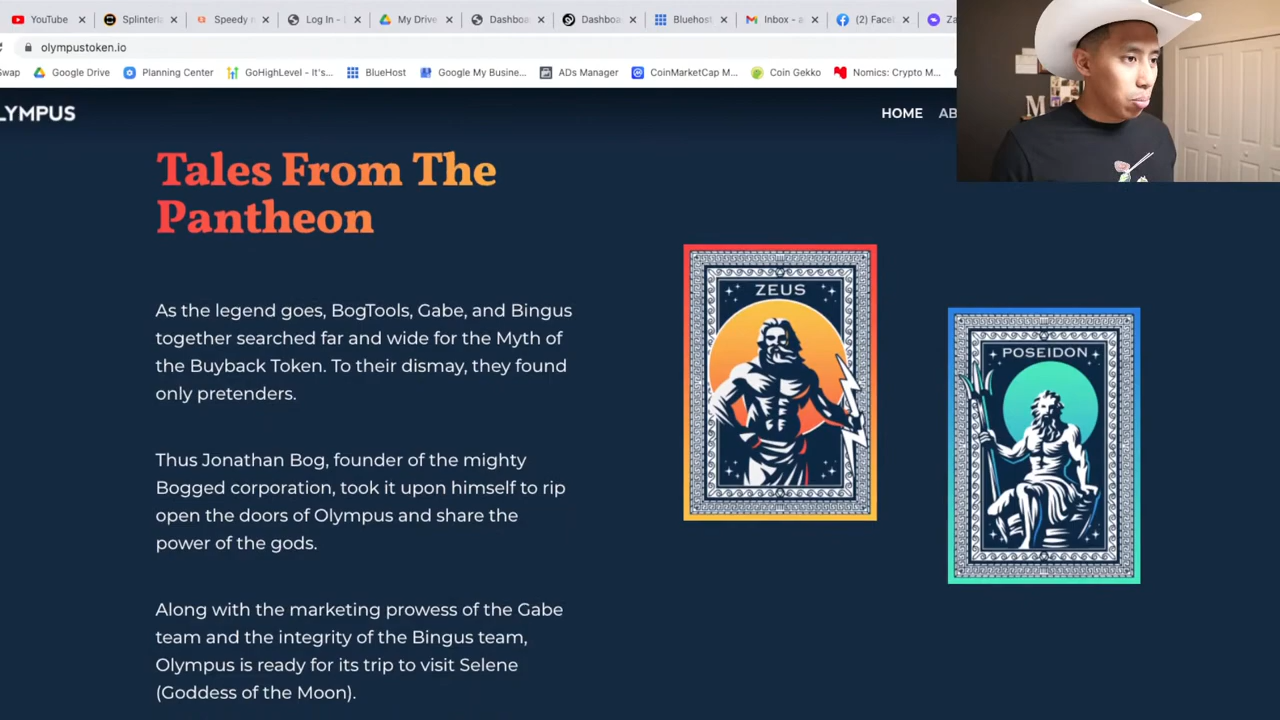 YouTube
Splinterl
Speedy r
Log In -
My Drive
Dashboa
Dashboa
Bluehost
Inbox - a
(2) Face
Za
olympustoken.io
Swap
Google Drive
Planning Center
GoHighLevel - It's...
BlueHost
Google My Busine...
ADs Manager
CoinMarketCap M...
Coin Gekko
Nomics: Crypto M...
LYMPUS
HOME
AB
Tales From The
Pantheon
As the legend goes, BogTools, Gabe, and Bingus
together searched far and wide for the Myth of
the Buyback Token. To their dismay, they found
only pretenders.
Thus Jonathan Bog, founder of the mighty
Bogged corporation, took it upon himself to rip
open the doors of Olympus and share the
power of the gods.
Along with the marketing prowess of the Gabe
team and the integrity of the Bingus team,
Olympus is ready for its trip to visit Selene
(Goddess of the Moon).
ZEUS
POSEIDON
M